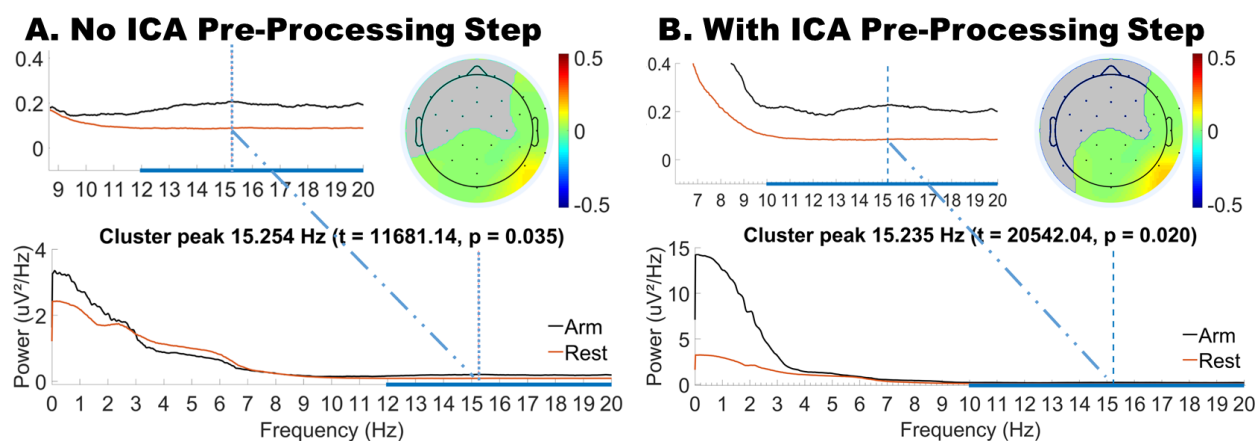 A. No ICA Pre-Processing Step
0.4
0.2
0
9 10 11 12 13 14 15 16 17 18 19 20
0.5
0
-0.5
Cluster peak 15.254 Hz (t = 11681.14, p = 0.035)
Power (uV²/Hz)
4
2
0
Arm
Rest
0 1 2 3 4 5 6 7 8 9 10 11 12 13 14 15 16 17 18 19 20
Frequency (Hz)
B. With ICA Pre-Processing Step
0.4
0.2
0
7 8 9 10 11 12 13 14 15 16 17 18 19 20
0.5
0
-0.5
Cluster peak 15.235 Hz (t = 20542.04, p = 0.020)
Power (uV²/Hz)
15
10
5
0
Arm
Rest
0 1 2 3 4 5 6 7 8 9 10 11 12 13 14 15 16 17 18 19 20
Frequency (Hz)